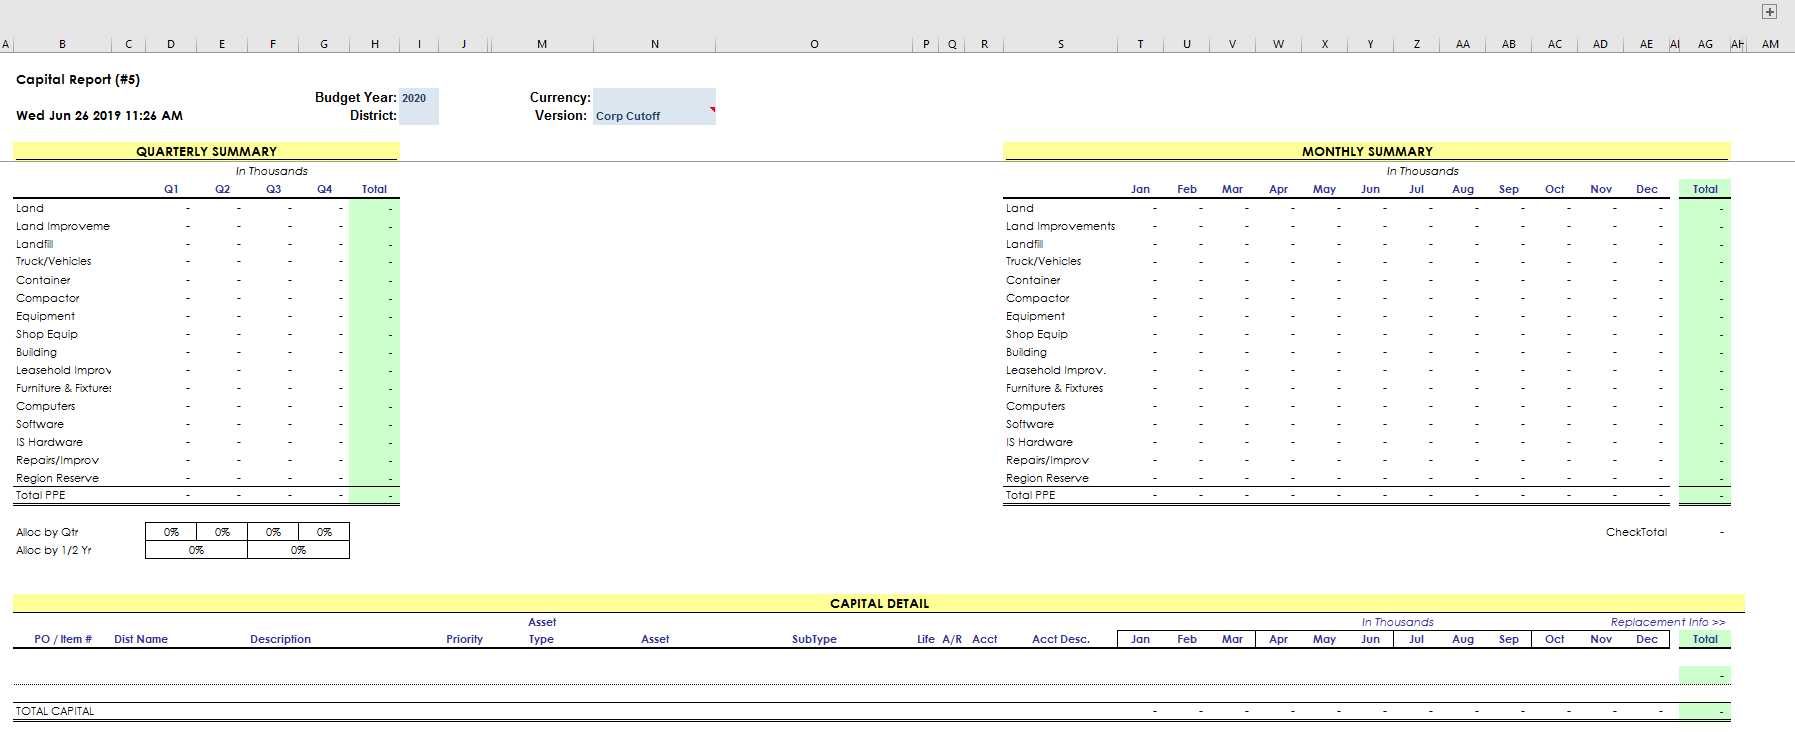 A B C D E F G H I J M N O P Q R S T U V W X Y Z AA AB AC AD AE AG AM
Capital Report (#5)
Budget Year: 2020 Currency:
Wed Jun 26 2019 11:26 AM District: Version: Corp Cutoff
QUARTERLY SUMMARY MONTHLY SUMMARY
In Thousands In Thousands
Q1 Q2 Q3 Q4 Total Jan Feb Mar Apr May Jun Jul Aug Sep Oct Nov Dec Total
Land - - - - - Land - - - - - - - - - - - - -
Land Improveme - - - - - Land Improvements - - - - - - - - - - - - -
Landfill - - - - - Landfill - - - - - - - - - - - - -
Truck/Vehicles - - - - - Truck/Vehicles - - - - - - - - - - - - -
Container - - - - - Container - - - - - - - - - - - - -
Compactor - - - - - Compactor - - - - - - - - - - - - -
Equipment - - - - - Equipment - - - - - - - - - - - - -
Shop Equip - - - - - Shop Equip - - - - - - - - - - - - -
Building - - - - - Building - - - - - - - - - - - - -
Leasehold Improv - - - - - Leasehold Improv. - - - - - - - - - - - - -
Furniture & Fixtures - - - - - Furniture & Fixtures - - - - - - - - - - - - -
Computers - - - - - Computers - - - - - - - - - - - - -
Software - - - - - Software - - - - - - - - - - - - -
IS Hardware - - - - - IS Hardware - - - - - - - - - - - - -
Repairs/Improv - - - - - Repairs/Improv - - - - - - - - - - - - -
Region Reserve - - - - - Region Reserve - - - - - - - - - - - - -
Total PPE - - - - - Total PPE - - - - - - - - - - - - -
Alloc by Qtr 0% 0% 0% 0% CheckTotal -
Alloc by 1/2 Yr 0% 0%
CAPITAL DETAIL
Asset In Thousands Replacement Info >>
PO / Item # Dist Name Description Priority Type Asset SubType Life A/R Acct Acct Desc. Jan Feb Mar Apr May Jun Jul Aug Sep Oct Nov Dec Total
-
TOTAL CAPITAL - - - - - - - - - - - - -